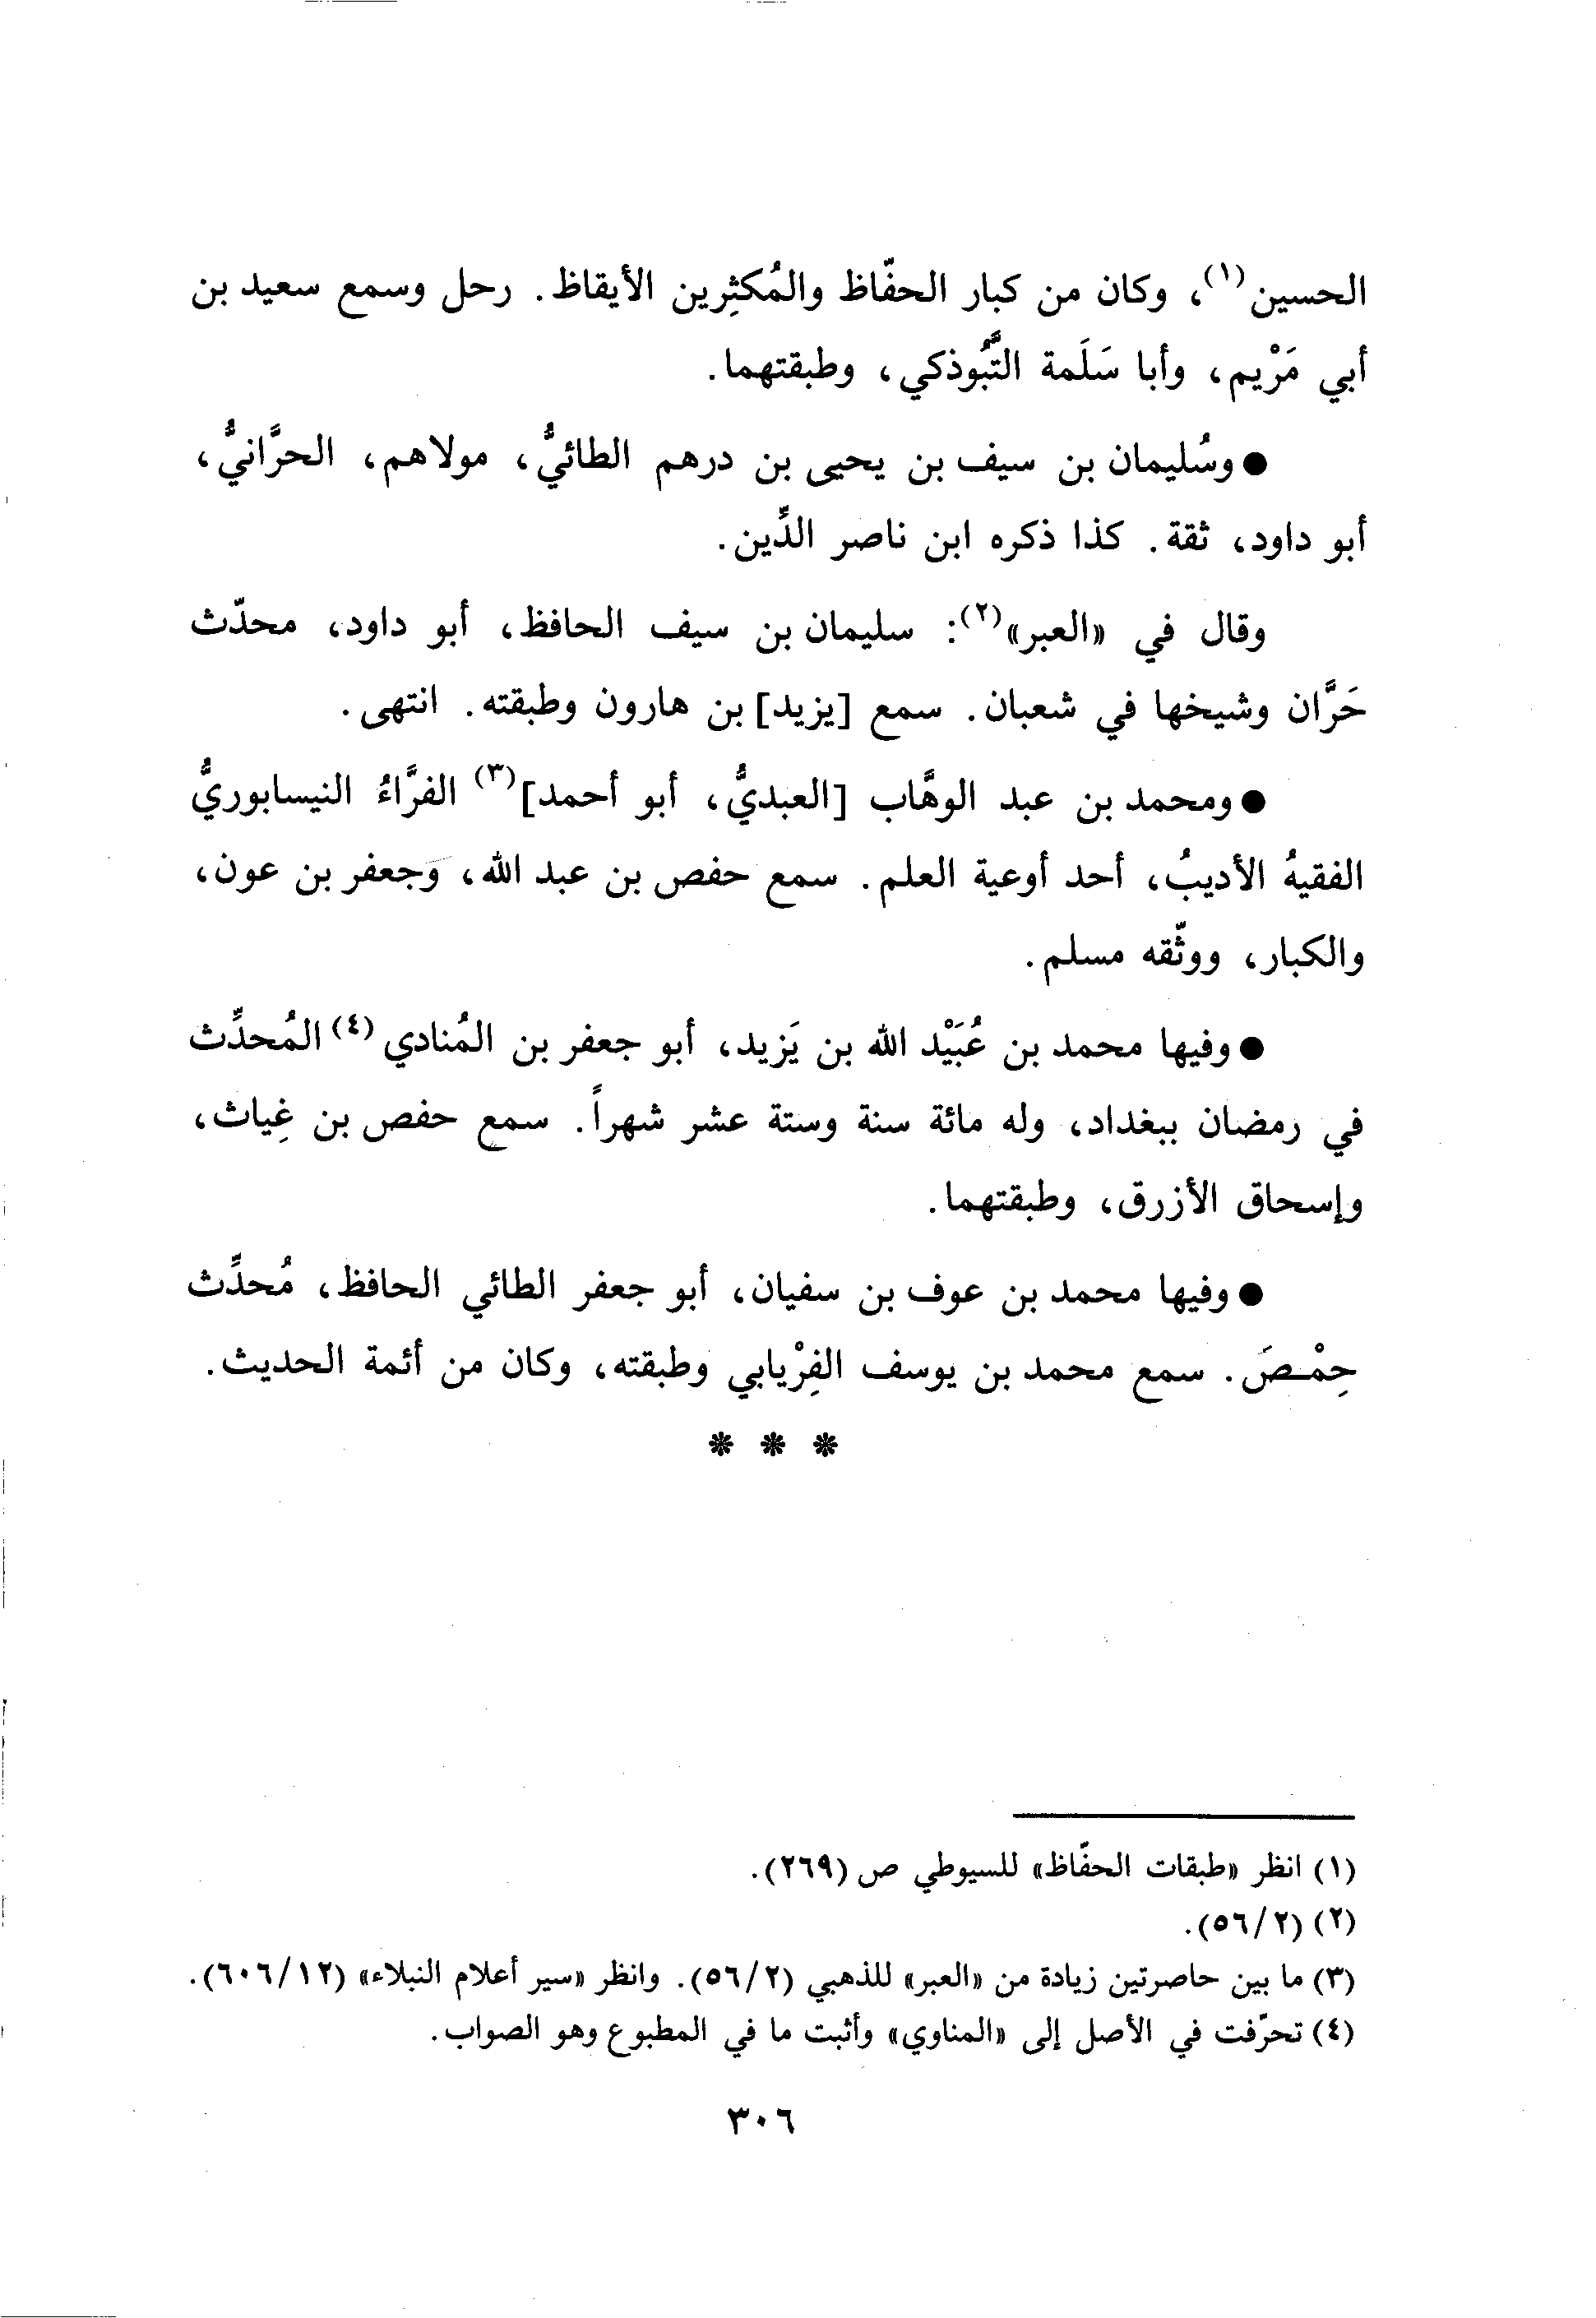 الحسين(١)، وكان من كبار الحفّاظ والمُكثِرين الأيقاظ. رحل وسمع سعيد بن
أبي مَرْيم، وأبا سَلَمة التَّبُوذكي، وطبقتهما.
● وسُليمان بن سيف بن يحيى بن درهم الطائيُّ، مولاهم، الحرَّانيُّ،
أبو داود، ثقة. كذا ذكره ابن ناصر الدِّين.
وقال في «العبر»(٢): سليمان بن سيف الحافظ، أبو داود، محدّث
حَرَّان وشيخها في شعبان. سمع [يزيد] بن هارون وطبقته. انتهى.
● ومحمد بن عبد الوهَّاب [العبديُّ، أبو أحمد](٣) الفرَّاءُ النيسابوريُّ
الفقيهُ الأديبُ، أحد أوعية العلم. سمع حفص بن عبد الله، وجعفر بن عون،
والكبار، ووثّقه مسلم.
● وفيها محمد بن عُبَيْد الله بن يَزيد، أبو جعفر بن المُنادي(٤) المُحدِّث
في رمضان ببغداد، وله مائة سنة وستة عشر شهراً. سمع حفص بن غِياث،
وإسحاق الأزرق، وطبقتهما.
● وفيها محمد بن عوف بن سفيان، أبو جعفر الطائي الحافظ، مُحدِّث
حِمْـصَ. سمع محمد بن يوسف الفِرْيابي وطبقته، وكان من أئمة الحديث.
* * *
(١) انظر «طبقات الحفّاظ» للسيوطي ص (٢٦٩).
(٢) (٢/٥٦).
(٣) ما بين حاصرتين زيادة من «العبر» للذهبي (٢/٥٦). وانظر «سير أعلام النبلاء» (١٢/٦٠٦).
(٤) تحرّفت في الأصل إلى «المناوي» وأثبت ما في المطبوع وهو الصواب.
٣٠٦